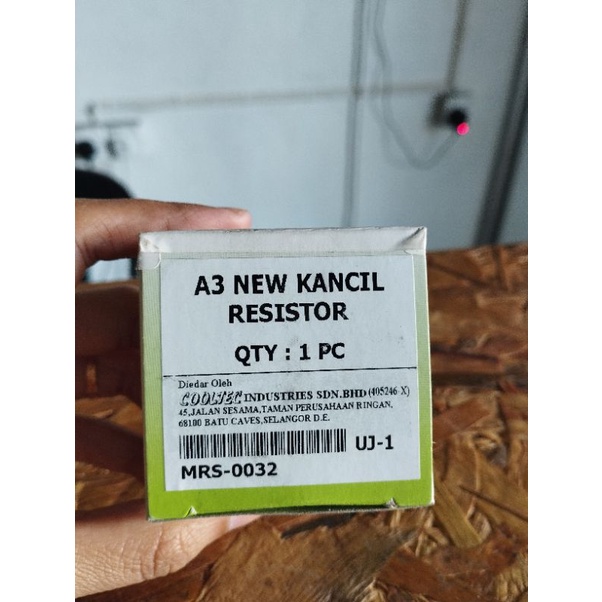 A3 NEW KANCIL
RESISTOR
QTY : 1 PC
Diedar Oleh
COOLTEC INDUSTRIES SDN.BHD (405246-X)
45,JALAN SESAMA,TAMAN PERUSAHAAN RINGAN,
68100 BATU CAVES,SELANGOR D.E.
UJ-1
MRS-0032